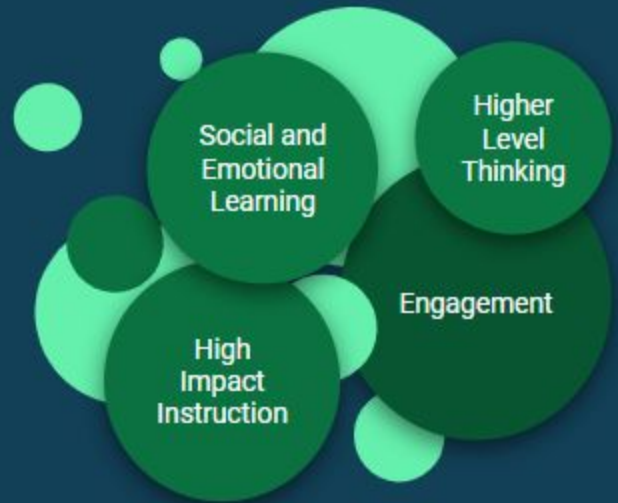 Social and
Emotional
Learning
Higher
Level
Thinking
Engagement
High
Impact
Instruction